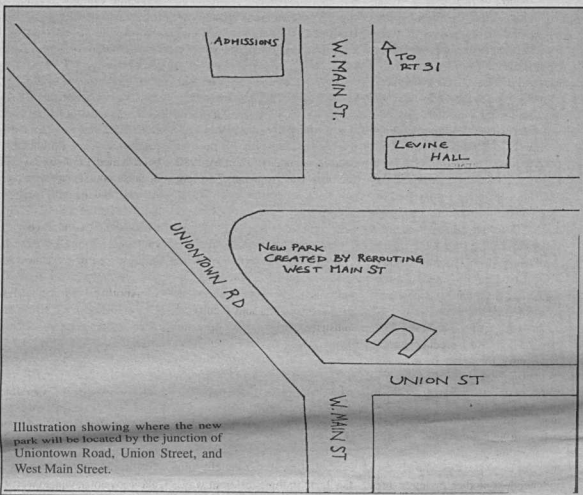 ADMISSIONS
W. MAIN ST.
TO
RT 31
LEVINE
HALL
UNIONTOWN RD
NEW PARK
CREATED BY REROUTING
WEST MAIN ST
UNION ST
W. MAIN ST
Illustration showing where the new
park will be located by the junction of
Uniontown Road, Union Street, and
West Main Street.